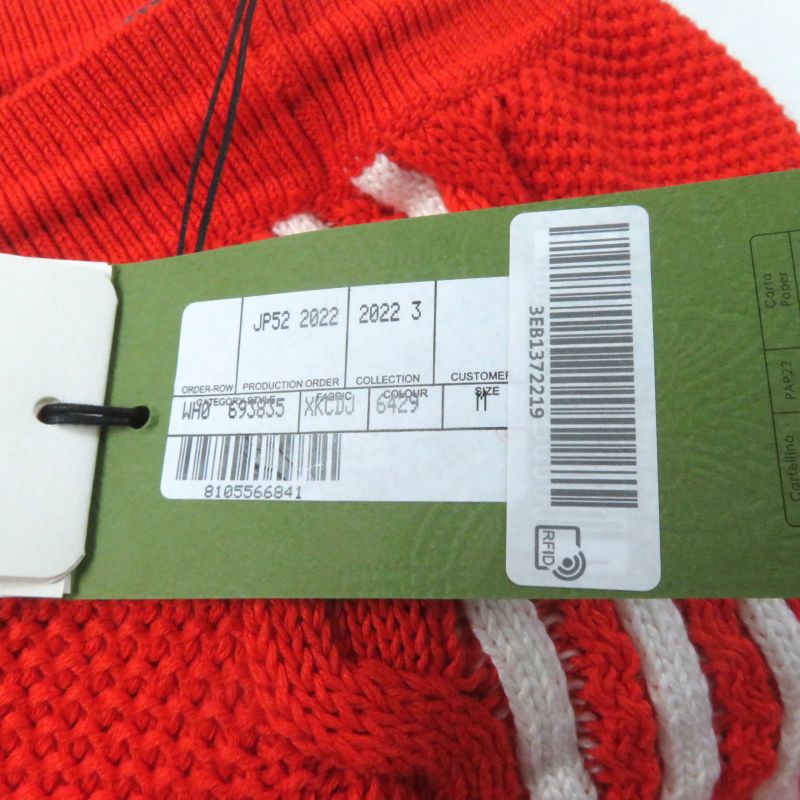 JP52 2022 2022 3
ORDER-ROW PRODUCTION ORDER COLLECTION CUSTOMER
CATEGORY STYLE FABRIC COLOUR SIZE
WH0 693835 XKCDJ 6429 M
8105566841
3EB1372219
RFID
Carta
Paper
PAP22
Cartellino